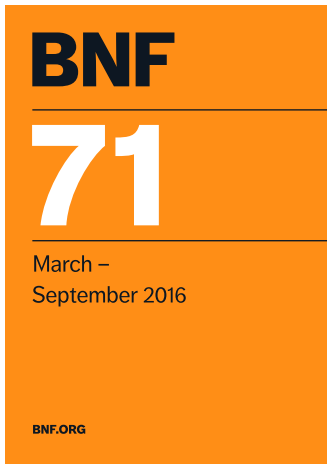 BNF
71
March –
September 2016
BNF.ORG